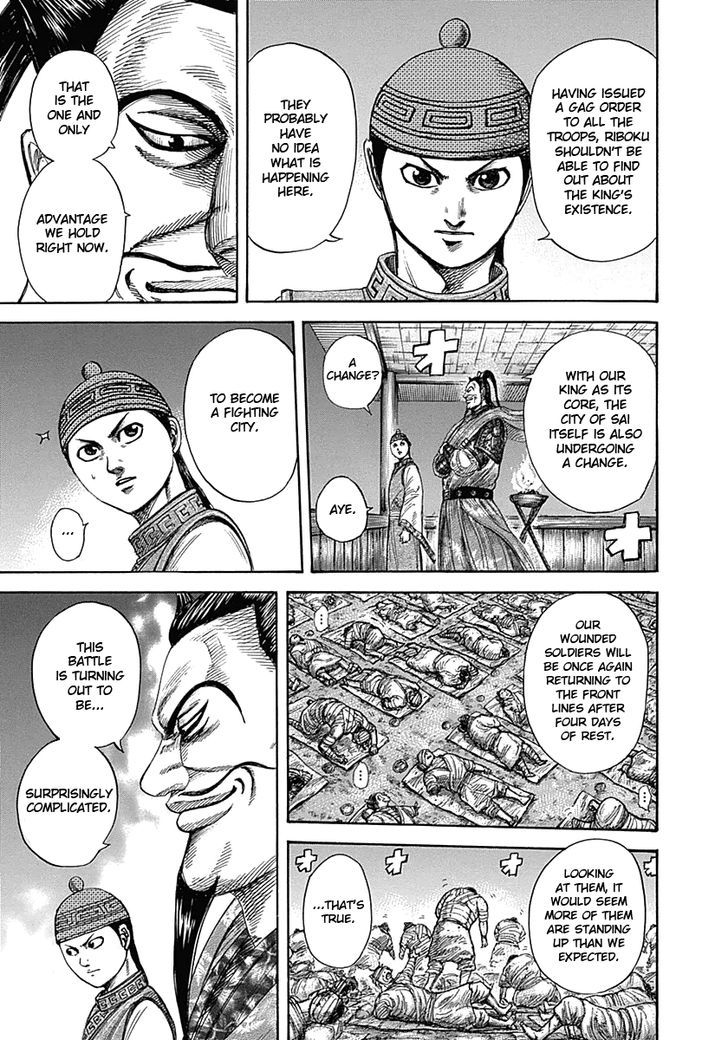 HAVING ISSUED
A GAG ORDER
TO ALL THE
TROOPS, RIBOKU
SHOULDN'T BE
ABLE TO FIND
OUT ABOUT
THE KING'S
EXISTENCE.
THEY
PROBABLY
HAVE
NO IDEA
WHAT IS
HAPPENING
HERE.
THAT
IS THE
ONE AND
ONLY
ADVANTAGE
WE HOLD
RIGHT NOW.
WITH OUR
KING AS ITS
CORE, THE
CITY OF SAI
ITSELF IS ALSO
UNDERGOING
A CHANGE.
オ
オ
A
CHANGE?
AYE.
TO BECOME
A FIGHTING
CITY.
...
OUR
WOUNDED
SOLDIERS WILL
BE ONCE AGAIN
RETURNING
TO THE
FRONT
LINES AFTER
FOUR DAYS
OF REST.
...
...
THIS
BATTLE
IS TURNING
OUT TO
BE...
SURPRISINGLY
COMPLICATED.
LOOKING
AT THEM, IT
WOULD SEEM
MORE OF THEM
ARE STANDING
UP THAN WE
EXPECTED.
オ
オ
...THAT'S
TRUE.